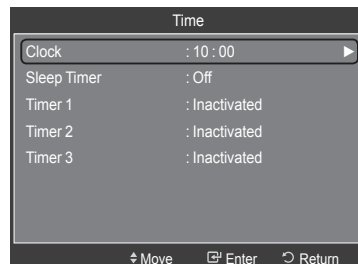 Time
Clock : 10 : 00
Sleep Timer : Off
Timer 1 : Inactivated
Timer 2 : Inactivated
Timer 3 : Inactivated
Move Enter Return